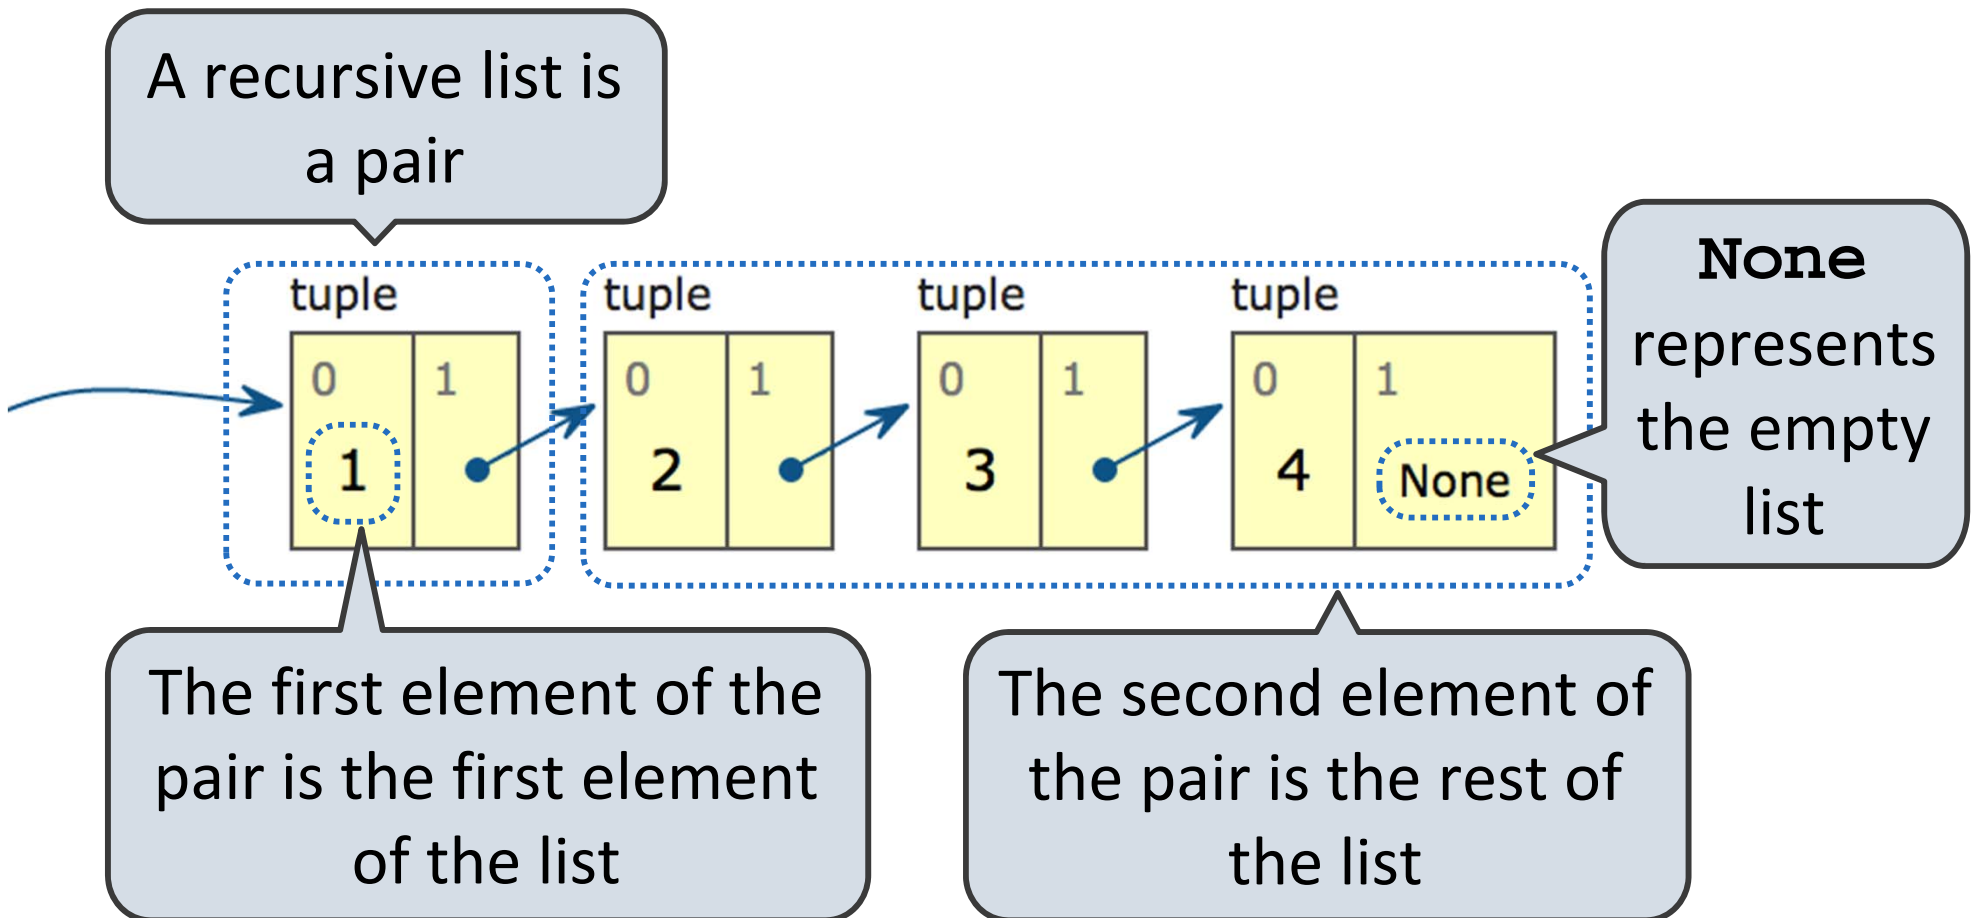 A recursive list is
a pair
tuple
tuple
tuple
tuple
0 1
0 1
0 1
0 1
1
2
3
4 None
None
represents
the empty
list
The first element of the
pair is the first element
of the list
The second element of
the pair is the rest of
the list